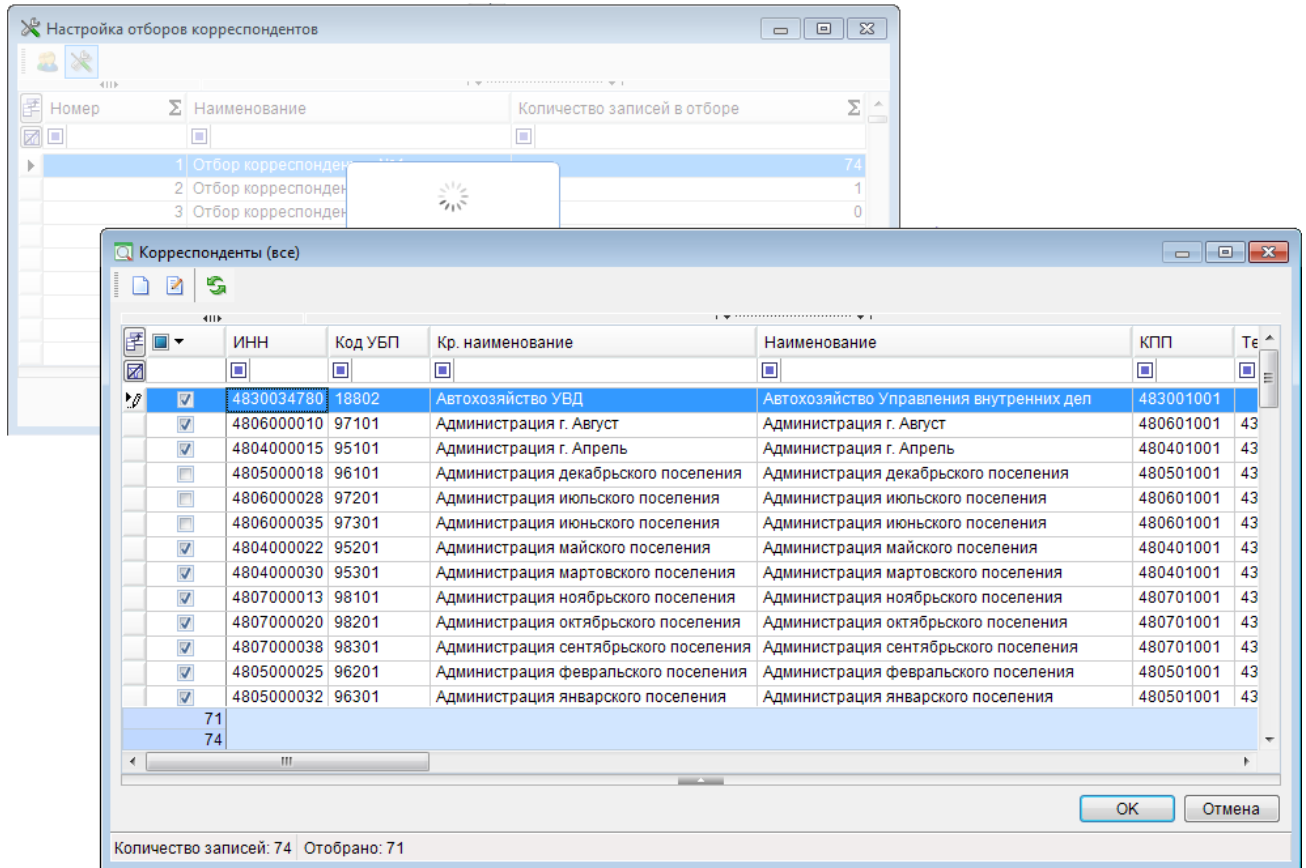 Настройка отборов корреспондентов
Номер Σ Наименование Количество записей в отборе Σ
1 Отбор корреспонден 74
2 Отбор корреспонден 1
3 Отбор корреспонден 0
Корреспонденты (все)
ИНН Код УБП Кр. наименование Наименование КПП Те
4830034780 18802 Автохозяйство УВД Автохозяйство Управления внутренних дел 483001001
4806000010 97101 Администрация г. Август Администрация г. Август 480601001 43
4804000015 95101 Администрация г. Апрель Администрация г. Апрель 480401001 43
4805000018 96101 Администрация декабрьского поселения Администрация декабрьского поселения 480501001 43
4806000028 97201 Администрация июльского поселения Администрация июльского поселения 480601001 43
4806000035 97301 Администрация июньского поселения Администрация июньского поселения 480601001 43
4804000022 95201 Администрация майского поселения Администрация майского поселения 480401001 43
4804000030 95301 Администрация мартовского поселения Администрация мартовского поселения 480401001 43
4807000013 98101 Администрация ноябрьского поселения Администрация ноябрьского поселения 480701001 43
4807000020 98201 Администрация октябрьского поселения Администрация октябрьского поселения 480701001 43
4807000038 98301 Администрация сентябрьского поселения Администрация сентябрьского поселения 480701001 43
4805000025 96201 Администрация февральского поселения Администрация февральского поселения 480501001 43
4805000032 96301 Администрация январского поселения Администрация январского поселения 480501001 43
71
74
OK Отмена
Количество записей: 74 Отобрано: 71